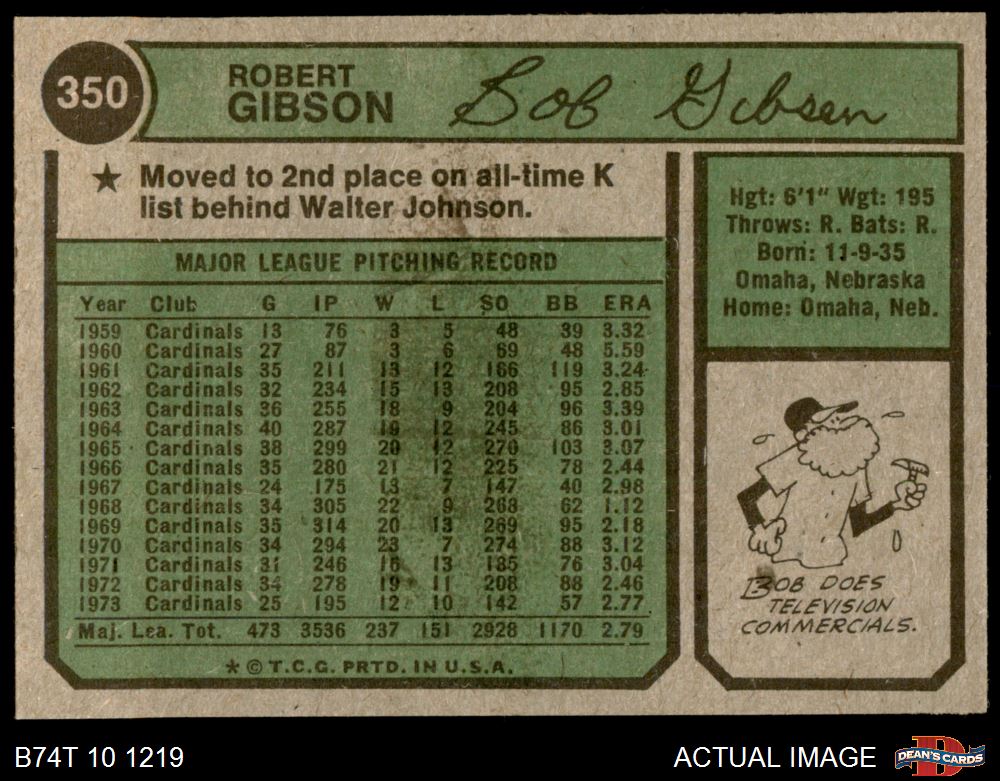 350
ROBERT
GIBSON
Bob Gibson
★ Moved to 2nd place on all-time K
list behind Walter Johnson.
MAJOR LEAGUE PITCHING RECORD
Year Club G IP W L SO BB ERA
1959 Cardinals 13 76 3 5 48 39 3.32
1960 Cardinals 27 87 3 6 69 48 5.59
1961 Cardinals 35 211 13 12 166 119 3.24
1962 Cardinals 32 234 15 13 208 95 2.85
1963 Cardinals 36 255 18 9 204 96 3.39
1964 Cardinals 40 287 19 12 245 86 3.01
1965 Cardinals 38 299 20 12 270 103 3.07
1966 Cardinals 35 280 21 12 225 78 2.44
1967 Cardinals 24 175 13 7 147 40 2.98
1968 Cardinals 34 305 22 9 268 62 1.12
1969 Cardinals 35 314 20 13 269 95 2.18
1970 Cardinals 34 294 23 7 274 88 3.12
1971 Cardinals 31 246 16 13 185 76 3.04
1972 Cardinals 34 278 19 11 208 88 2.46
1973 Cardinals 25 195 12 10 142 57 2.77
Maj. Lea. Tot. 473 3536 237 151 2928 1170 2.79
★ © T.C.G. PRTD. IN U.S.A.
Hgt: 6'1" Wgt: 195
Throws: R. Bats: R.
Born: 11-9-35
Omaha, Nebraska
Home: Omaha, Neb.
BOB DOES
TELEVISION
COMMERCIALS.
B74T 10 1219
ACTUAL IMAGE
DEAN'S CARDS